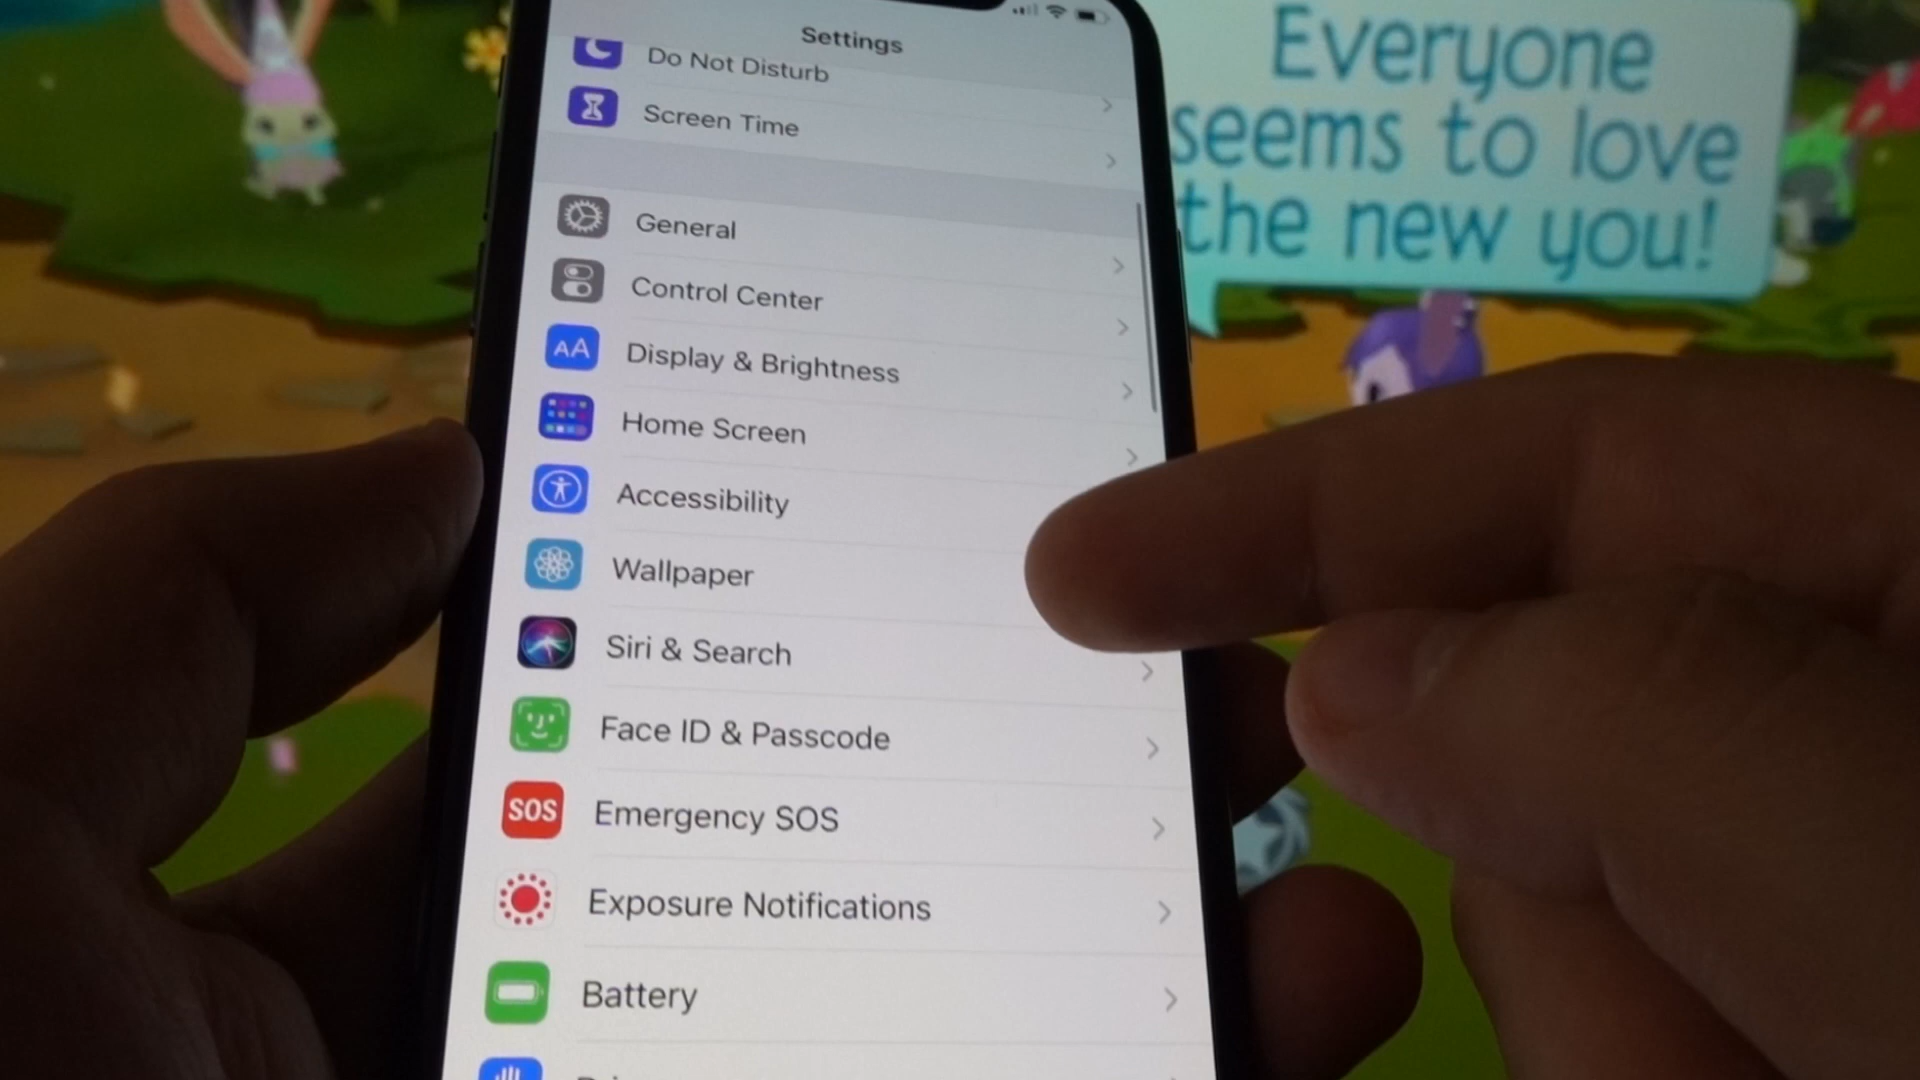 Settings
Do Not Disturb
Screen Time
General
Control Center
AA
Display & Brightness
Home Screen
Accessibility
Wallpaper
Siri & Search
Face ID & Passcode
SOS
Emergency SOS
Exposure Notifications
Battery
Everyone
seems to love
the new you!